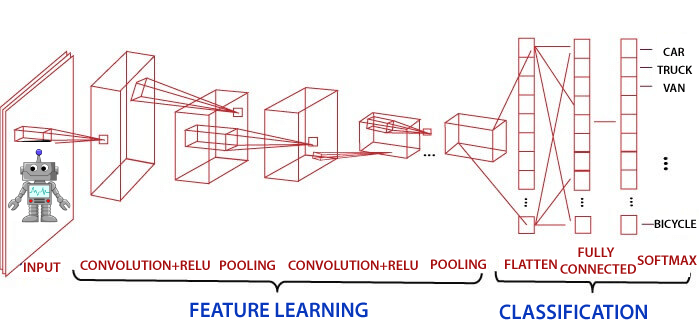 CAR
TRUCK
VAN
...
...
...
...
...
BICYCLE
INPUT
CONVOLUTION+RELU
POOLING
CONVOLUTION+RELU
POOLING
FLATTEN
FULLY
CONNECTED
SOFTMAX
FEATURE LEARNING
CLASSIFICATION